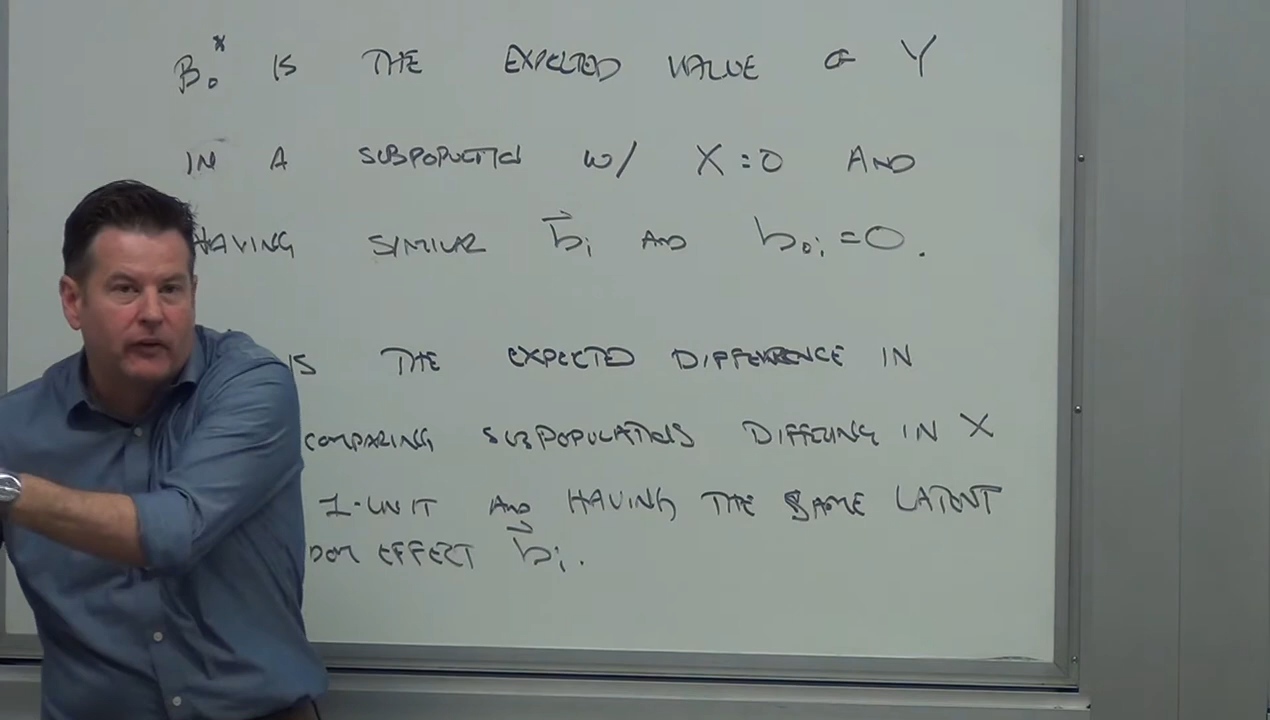 B₀* IS THE EXPECTED VALUE OF Y
IN A SUBPOPULATION W/ X=0 AND
HAVING SIMILAR b⃗ᵢ AND b₀ᵢ=0.
IS THE EXPECTED DIFFERENCE IN
COMPARING SUBPOPULATIONS DIFFERING IN X
1-UNIT AND HAVING THE SAME LATENT
DOM EFFECT b⃗ᵢ.